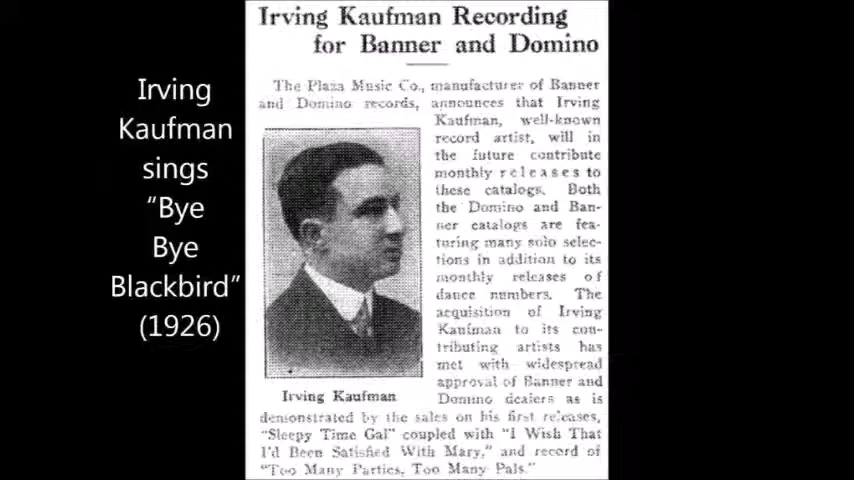 Irving
Kaufman
sings
“Bye
Bye
Blackbird”
(1926)
Irving Kaufman Recording
for Banner and Domino
The Plaza Music Co., manufacturer of Banner
and Domino records, announces that Irving
Kaufman, well-known
record artist, will in
the future contribute
monthly releases to
these catalogs. Both
the Domino and Ban-
ner catalogs are fea-
turing many solo selec-
tions in addition to its
monthly releases of
dance numbers. The
acquisition of Irving
Kaufman to its con-
tributing artists has
met with widespread
approval of Banner and
Domino dealers as is
Irving Kaufman
demonstrated by the sales on his first releases,
"Sleepy Time Gal" coupled with "I Wish That
I'd Been Satisfied With Mary," and record of
"Too Many Parties, Too Many Pals."